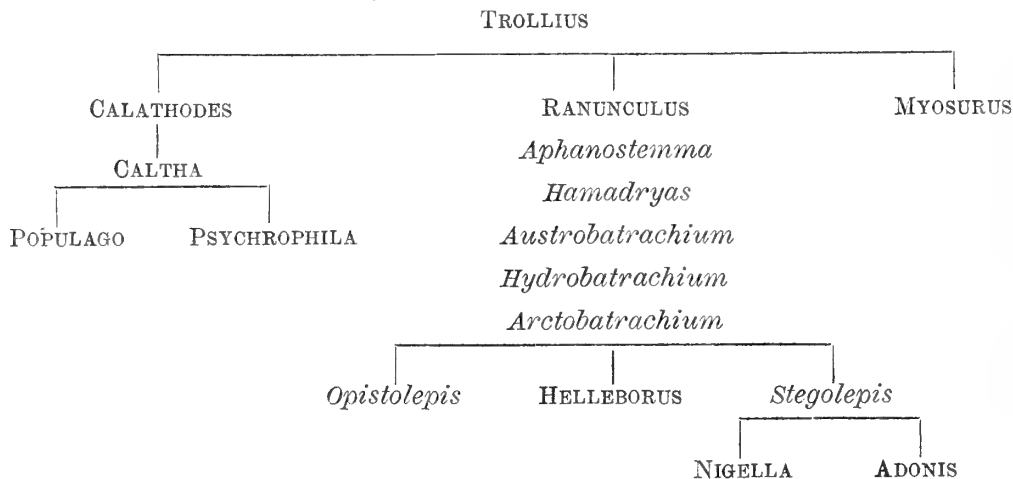 TROLLIUS
CALATHODES RANUNCULUS MYOSURUS
Aphanostemma
CALTHA
Hamadryas
POPULAGO PSYCHROPHILA Austrobatrachium
Hydrobatrachium
Arctobatrachium
Opistolepis HELLEBORUS Stegolepis
NIGELLA ADONIS